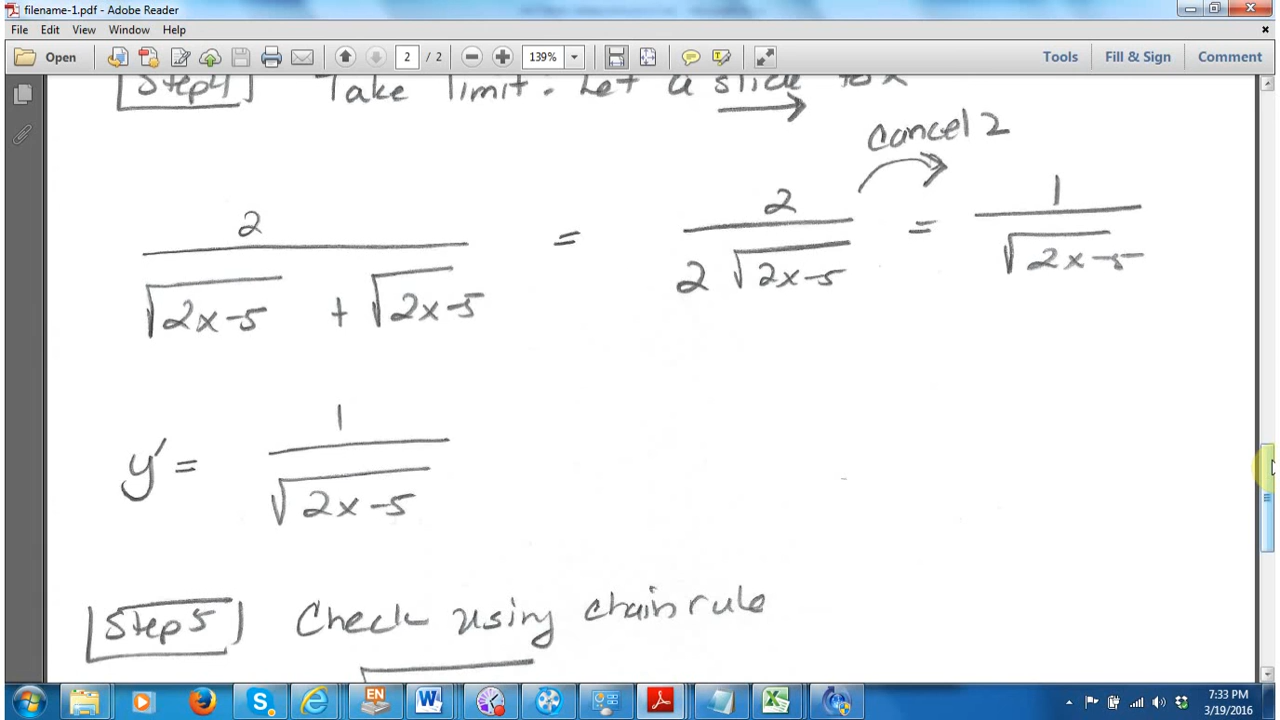 filename-1.pdf - Adobe Reader
File Edit View Window Help
Open 2 / 2 139% Tools Fill & Sign Comment
Step4 Take limit. Let a slide to x
cancel 2
2 / (√(2x-5) + √(2x-5)) = 2 / (2 √(2x-5)) = 1 / √(2x-5)
y' = 1 / √(2x-5)
Step 5 Check using chain rule
EN
7:33 PM
3/19/2016